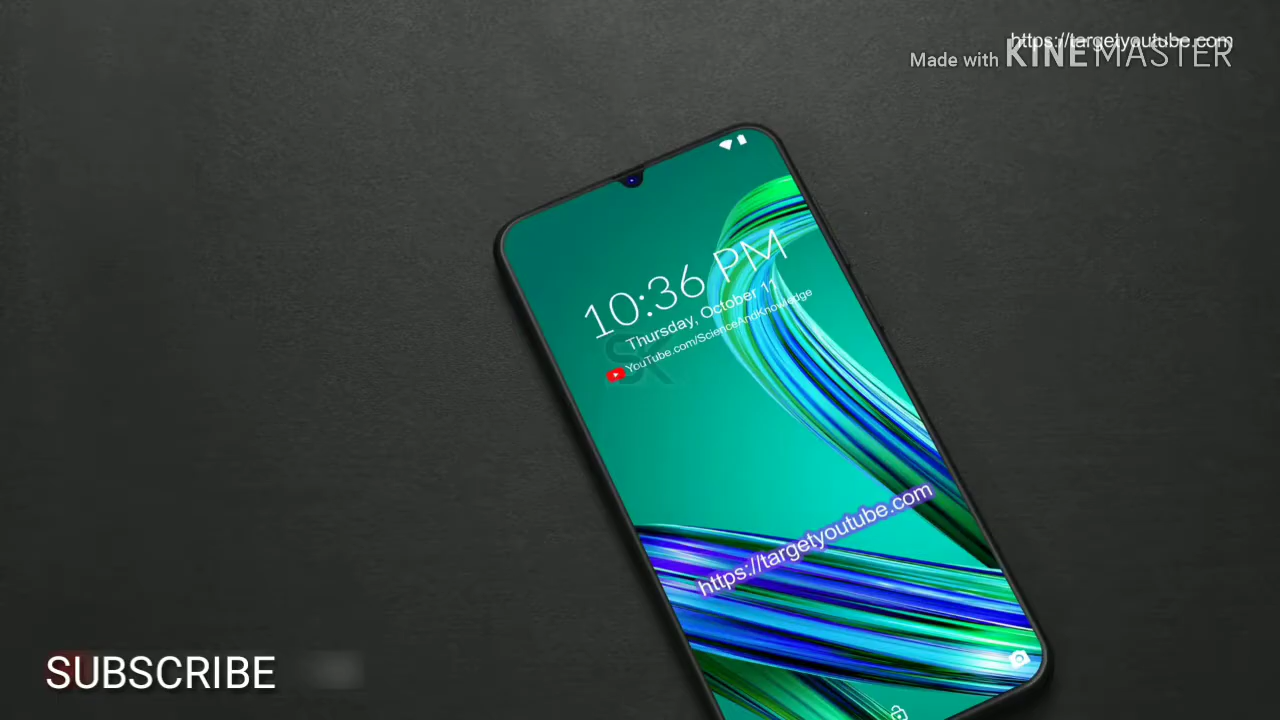 https://targetyoutube.com
Made with KINEMASTER
10:36 PM
Thursday, October 11
YouTube.com/ScienceAndKnowledge
SK
https://targetyoutube.com
SUBSCRIBE